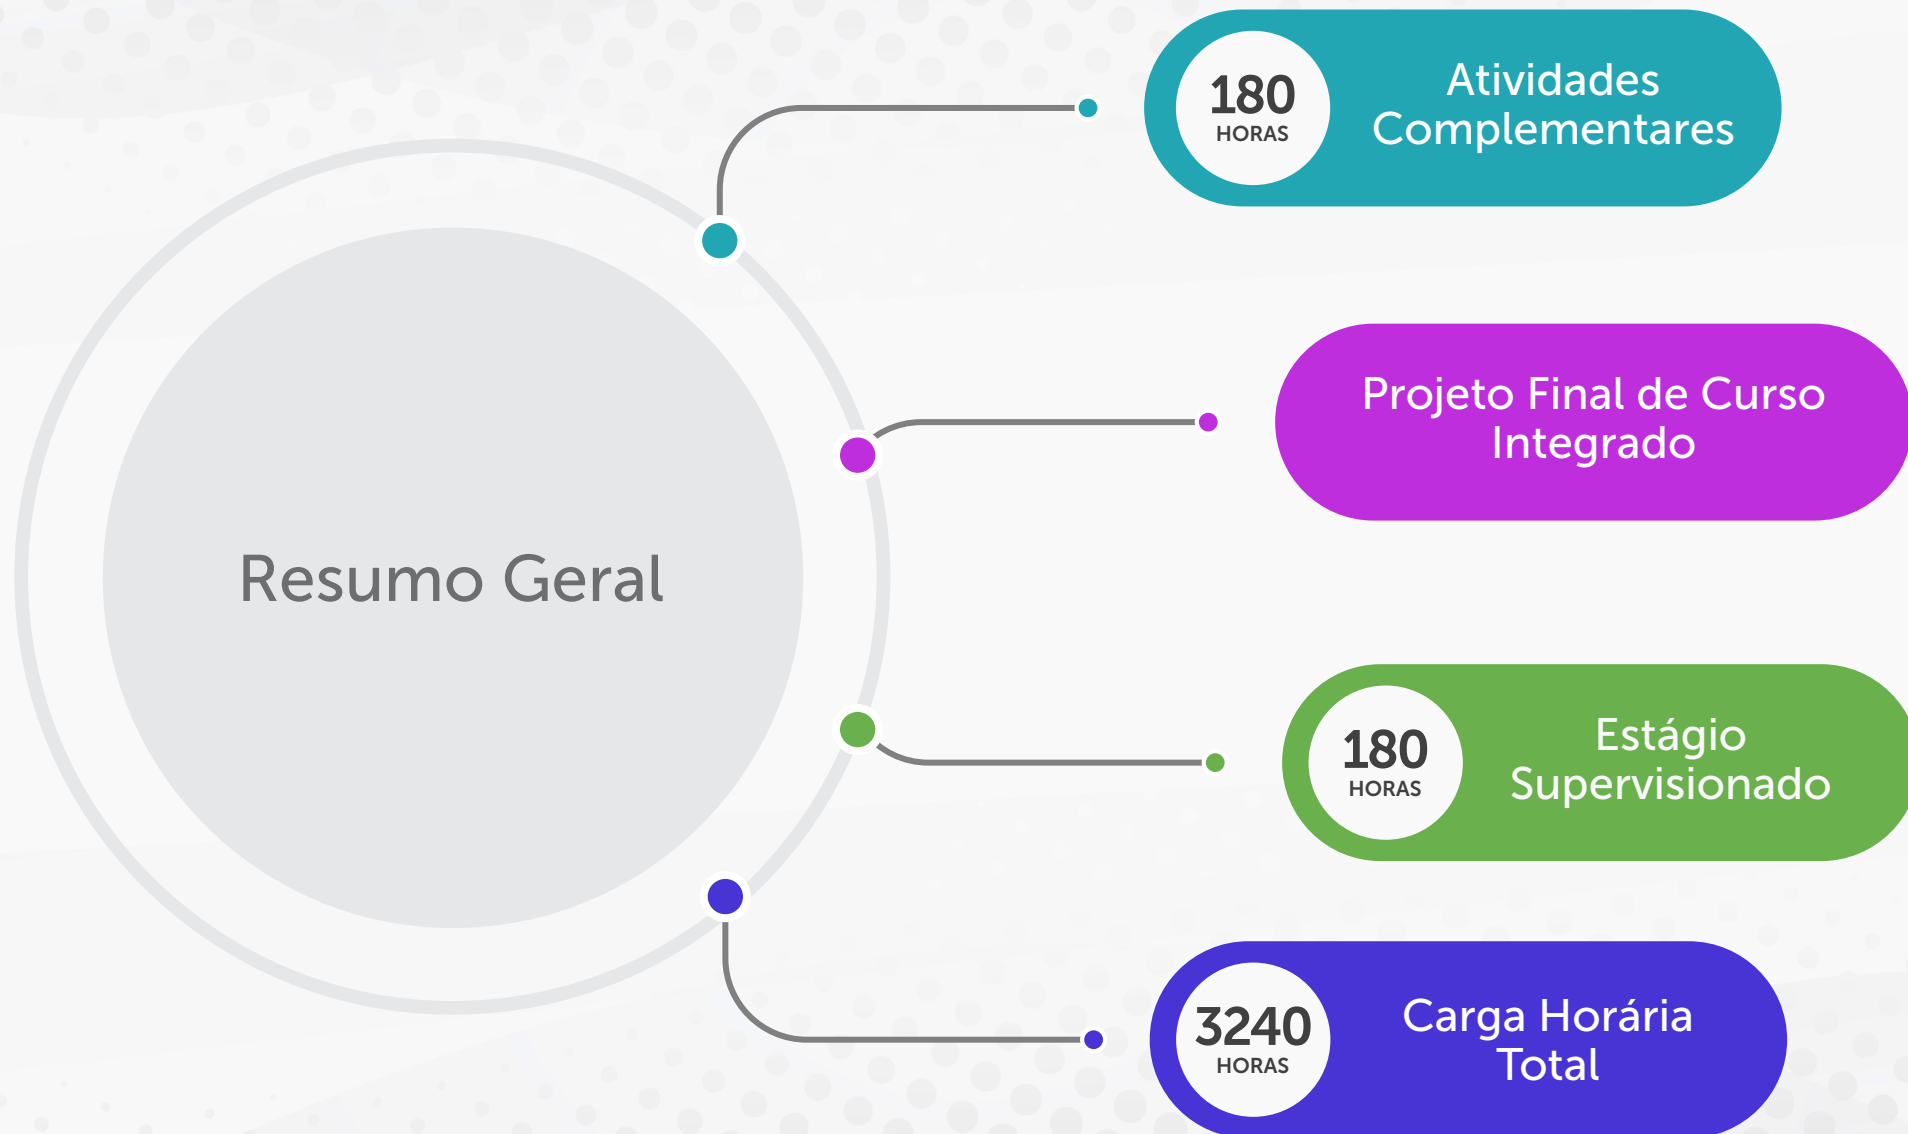 Resumo Geral
180
HORAS
Atividades
Complementares
Projeto Final de Curso
Integrado
180
HORAS
Estágio
Supervisionado
3240
HORAS
Carga Horária
Total